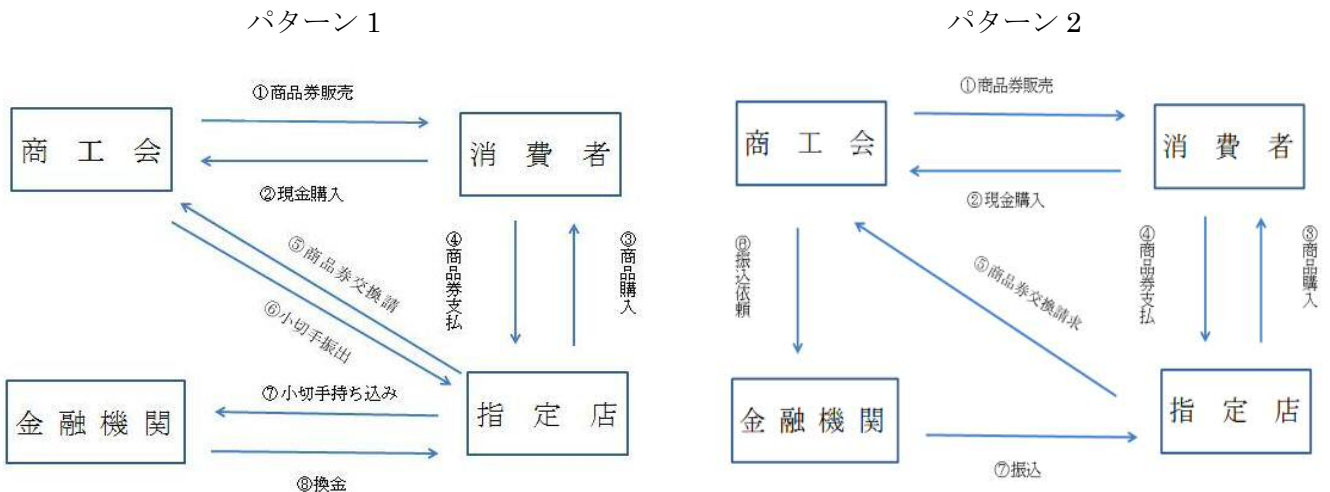 パターン 1
①商品券販売
商工会
消費者
②現金購入
⑤商品券交換請
⑥小切手振出
④商品券支払
③商品購入
⑦小切手持ち込み
金融機関
指定店
⑧換金
パターン 2
①商品券販売
商工会
消費者
②現金購入
⑥振込依頼
⑤商品券交換請求
④商品券支払
③商品購入
金融機関
指定店
⑦振込